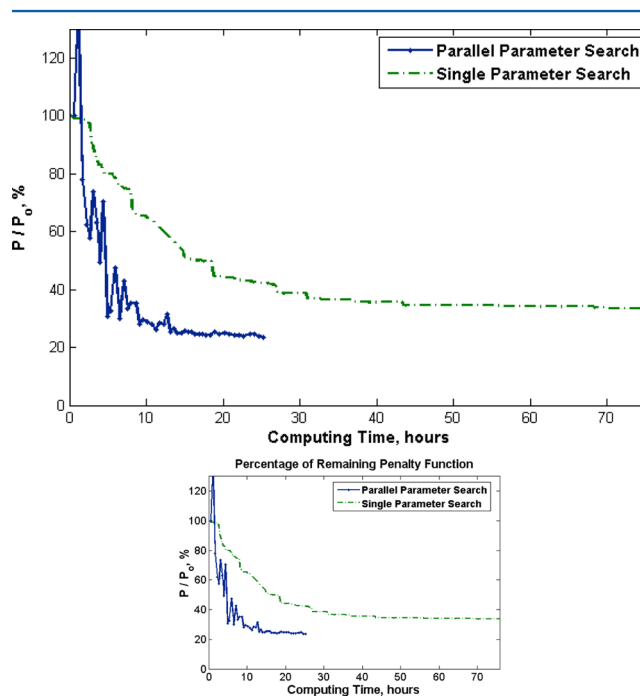 120
100
80
60
40
20
0
P / Po, %
Parallel Parameter Search
Single Parameter Search
0 10 20 30 40 50 60 70
Computing Time, hours
Percentage of Remaining Penalty Function
120
100
80
60
40
20
0
P / Po, %
Parallel Parameter Search
Single Parameter Search
0 10 20 30 40 50 60 70
Computing Time, hours